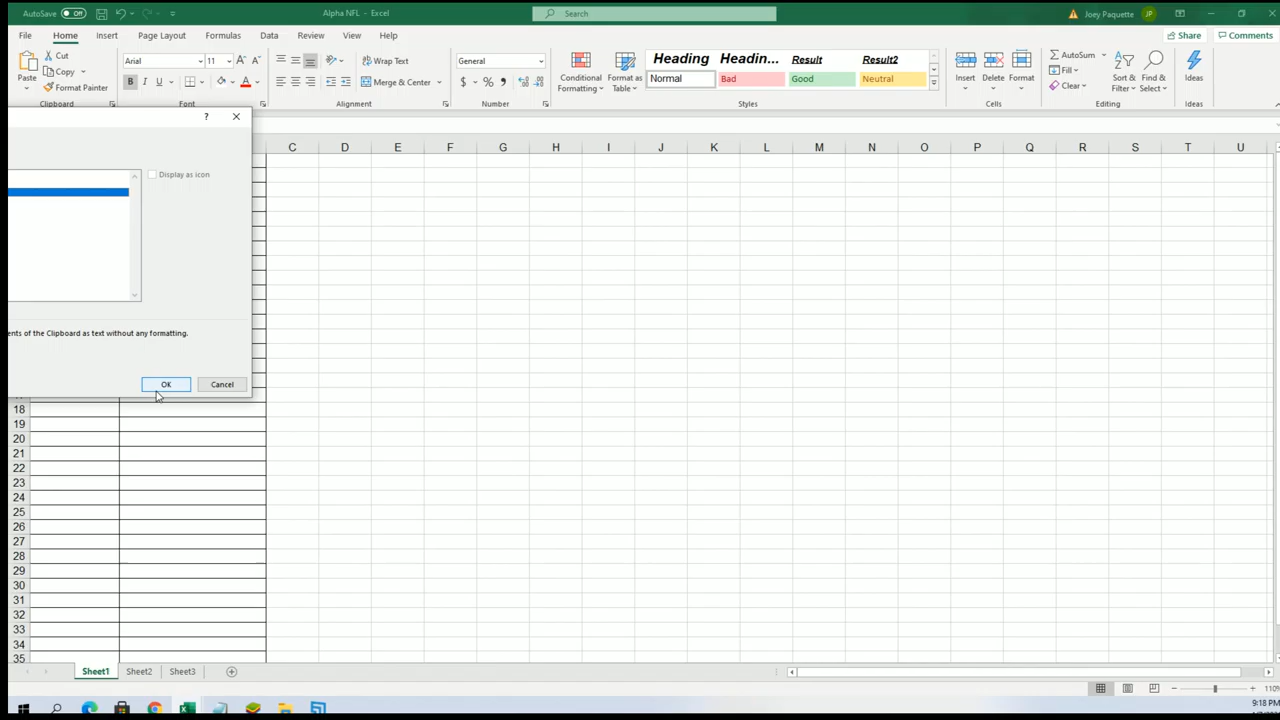 AutoSave Off Alpha NFL - Excel Search Joey Paquette JP
File Home Insert Page Layout Formulas Data Review View Help Share Comments
Paste Cut Copy Format Painter
Clipboard
Arial 11 A A
B I U A
Font
Wrap Text
Merge & Center
Alignment
General
$ % ,
Number
Conditional Formatting Format as Table
Heading Headin... Result Result2
Normal Bad Good Neutral
Styles
Insert Delete Format
Cells
AutoSum
Fill
Clear
Sort & Filter Find & Select
Editing
Ideas
Ideas
? ×
Display as icon
ents of the Clipboard as text without any formatting.
OK Cancel
C D E F G H I J K L M N O P Q R S T U
18
19
20
21
22
23
24
25
26
27
28
29
30
31
32
33
34
35
Sheet1 Sheet2 Sheet3
110%
9:18 PM